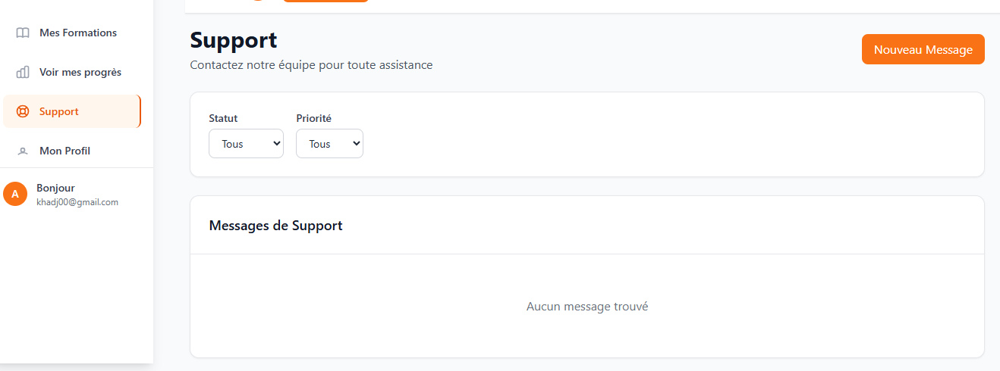 Mes Formations
Voir mes progrès
Support
Mon Profil
A
Bonjour
khadj00@gmail.com
Support
Contactez notre équipe pour toute assistance
Nouveau Message
Statut
Priorité
Tous
Tous
Messages de Support
Aucun message trouvé